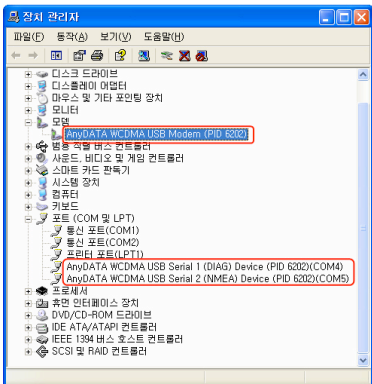 장치 관리자
파일(F) 동작(A) 보기(V) 도움말(H)
디스크 드라이브
디스플레이 어댑터
마우스 및 기타 포인팅 장치
모니터
모뎀
AnyDATA WCDMA USB Modem (PID 6202)
범용 직렬 버스 컨트롤러
사운드, 비디오 및 게임 컨트롤러
스마트 카드 판독기
시스템 장치
컴퓨터
키보드
포트 (COM 및 LPT)
통신 포트(COM1)
통신 포트(COM2)
프린터 포트(LPT1)
AnyDATA WCDMA USB Serial 1 (DIAG) Device (PID 6202)(COM4)
AnyDATA WCDMA USB Serial 2 (NMEA) Device (PID 6202)(COM5)
프로세서
휴먼 인터페이스 장치
DVD/CD-ROM 드라이브
IDE ATA/ATAPI 컨트롤러
IEEE 1394 버스 호스트 컨트롤러
SCSI 및 RAID 컨트롤러